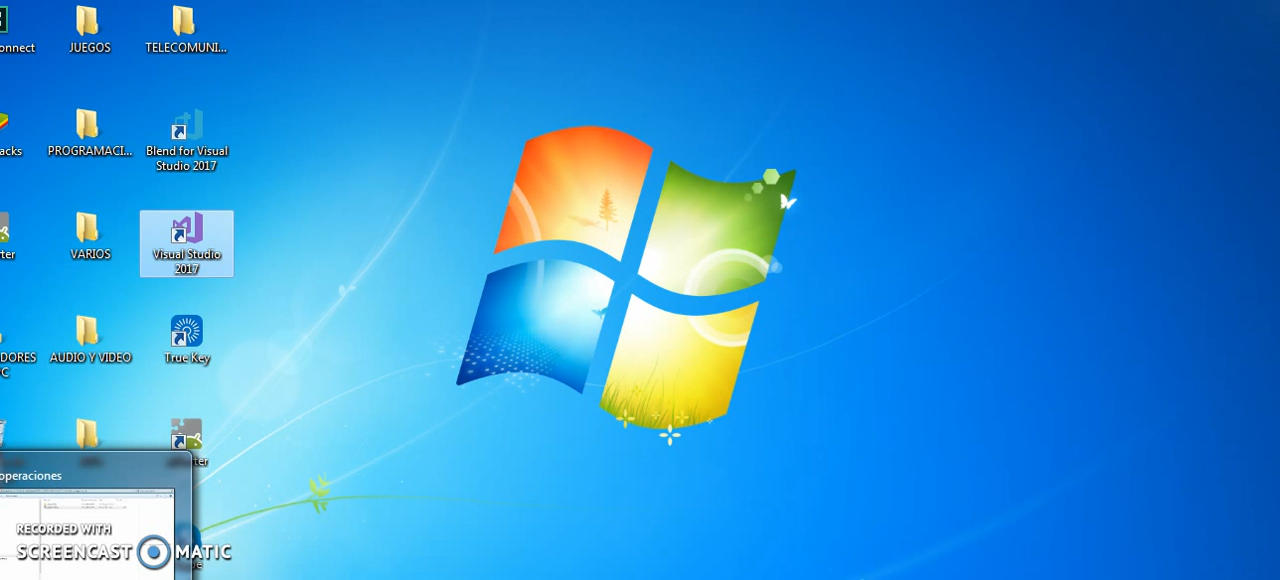 onnect
JUEGOS
TELECOMUNI...
acks
PROGRAMACI...
Blend for Visual
Studio 2017
rter
VARIOS
Visual Studio
2017
DORES
C
AUDIO Y VIDEO
True Key
operaciones
RECORDED WITH
SCREENCAST MATIC